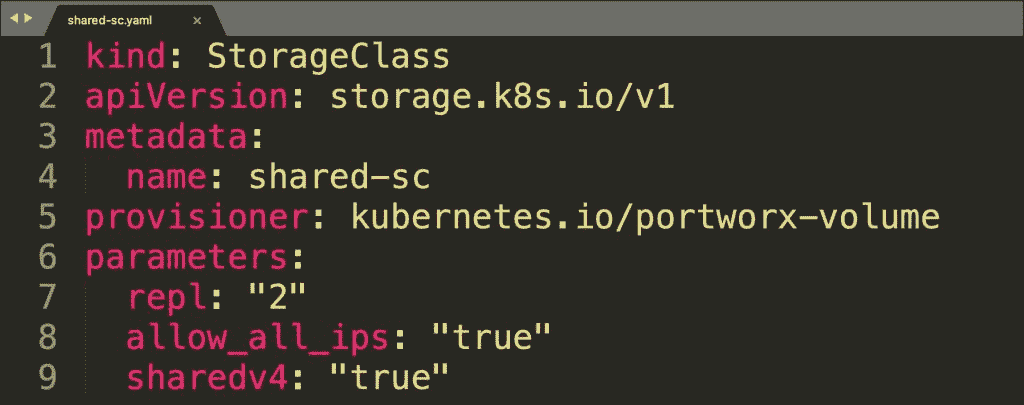 shared-sc.yaml
1 kind: StorageClass
2 apiVersion: storage.k8s.io/v1
3 metadata:
4   name: shared-sc
5 provisioner: kubernetes.io/portworx-volume
6 parameters:
7   repl: "2"
8   allow_all_ips: "true"
9   sharedv4: "true"